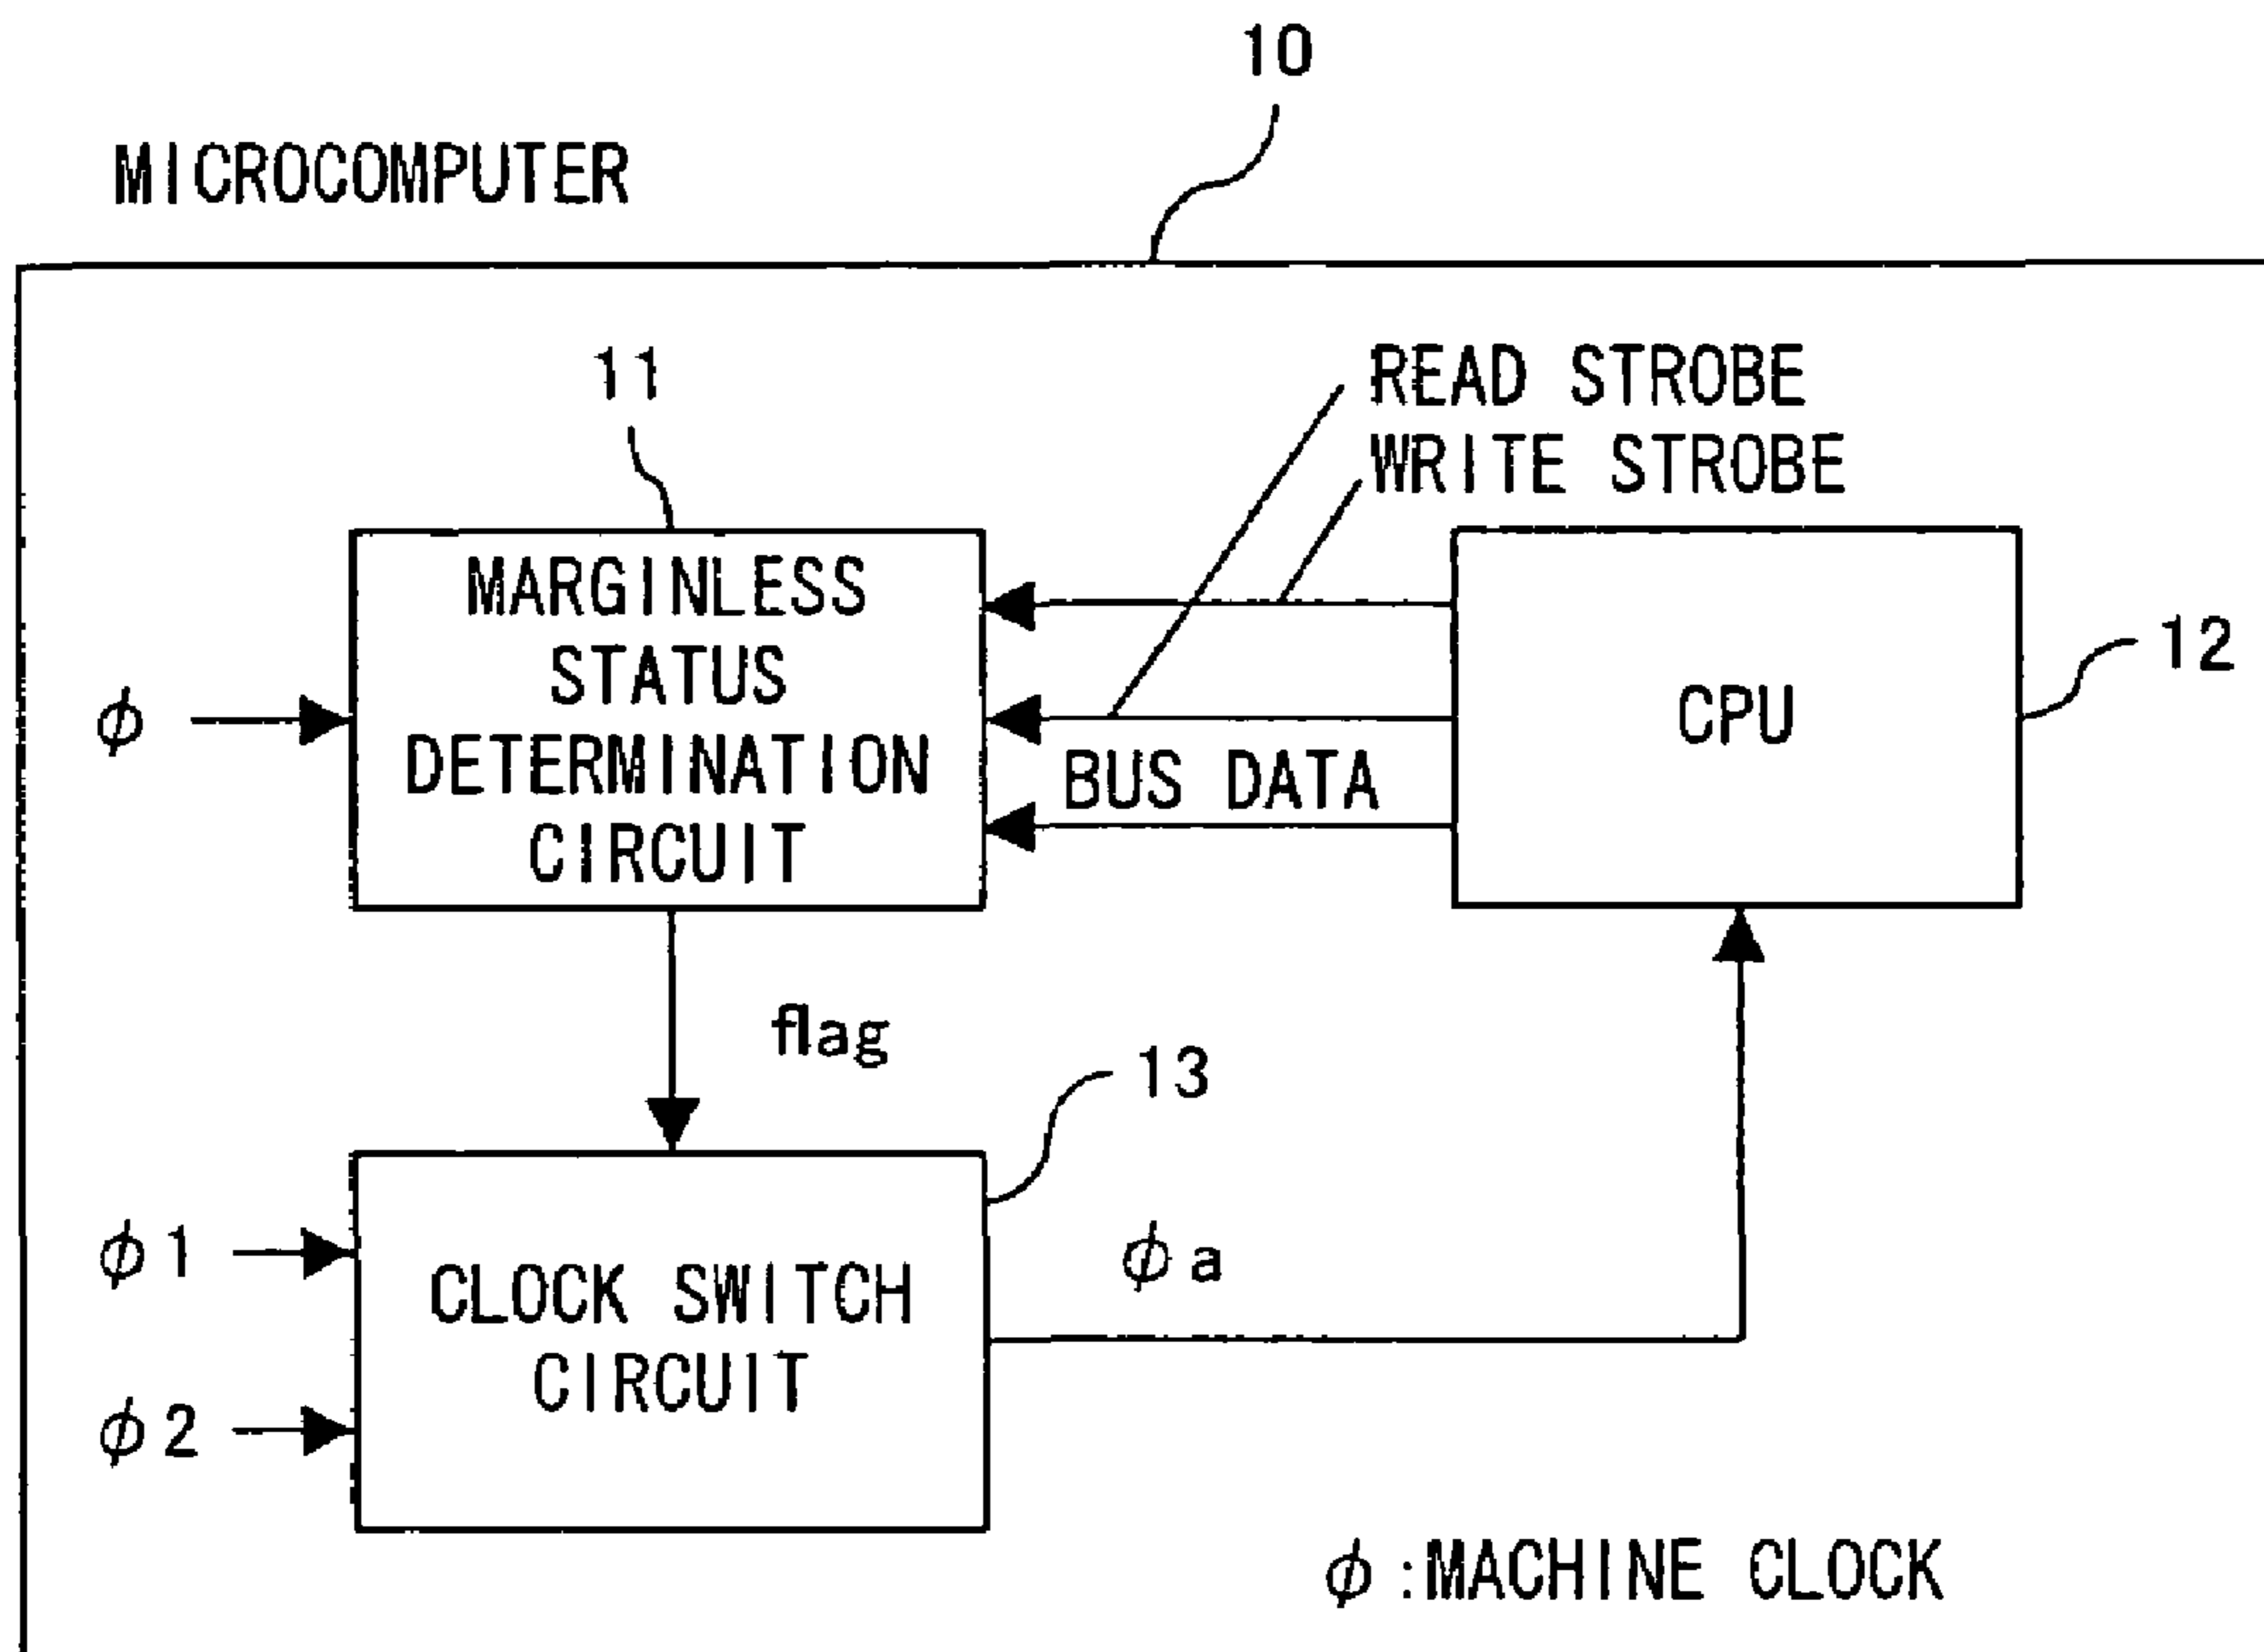 10
MICROCOMPUTER
11
READ STROBE
WRITE STROBE
MARGINLESS
STATUS
DETERMINATION
CIRCUIT
12
CPU
ϕ
BUS DATA
flag
13
ϕ1
ϕa
CLOCK SWITCH
CIRCUIT
ϕ2
ϕ:MACHINE CLOCK